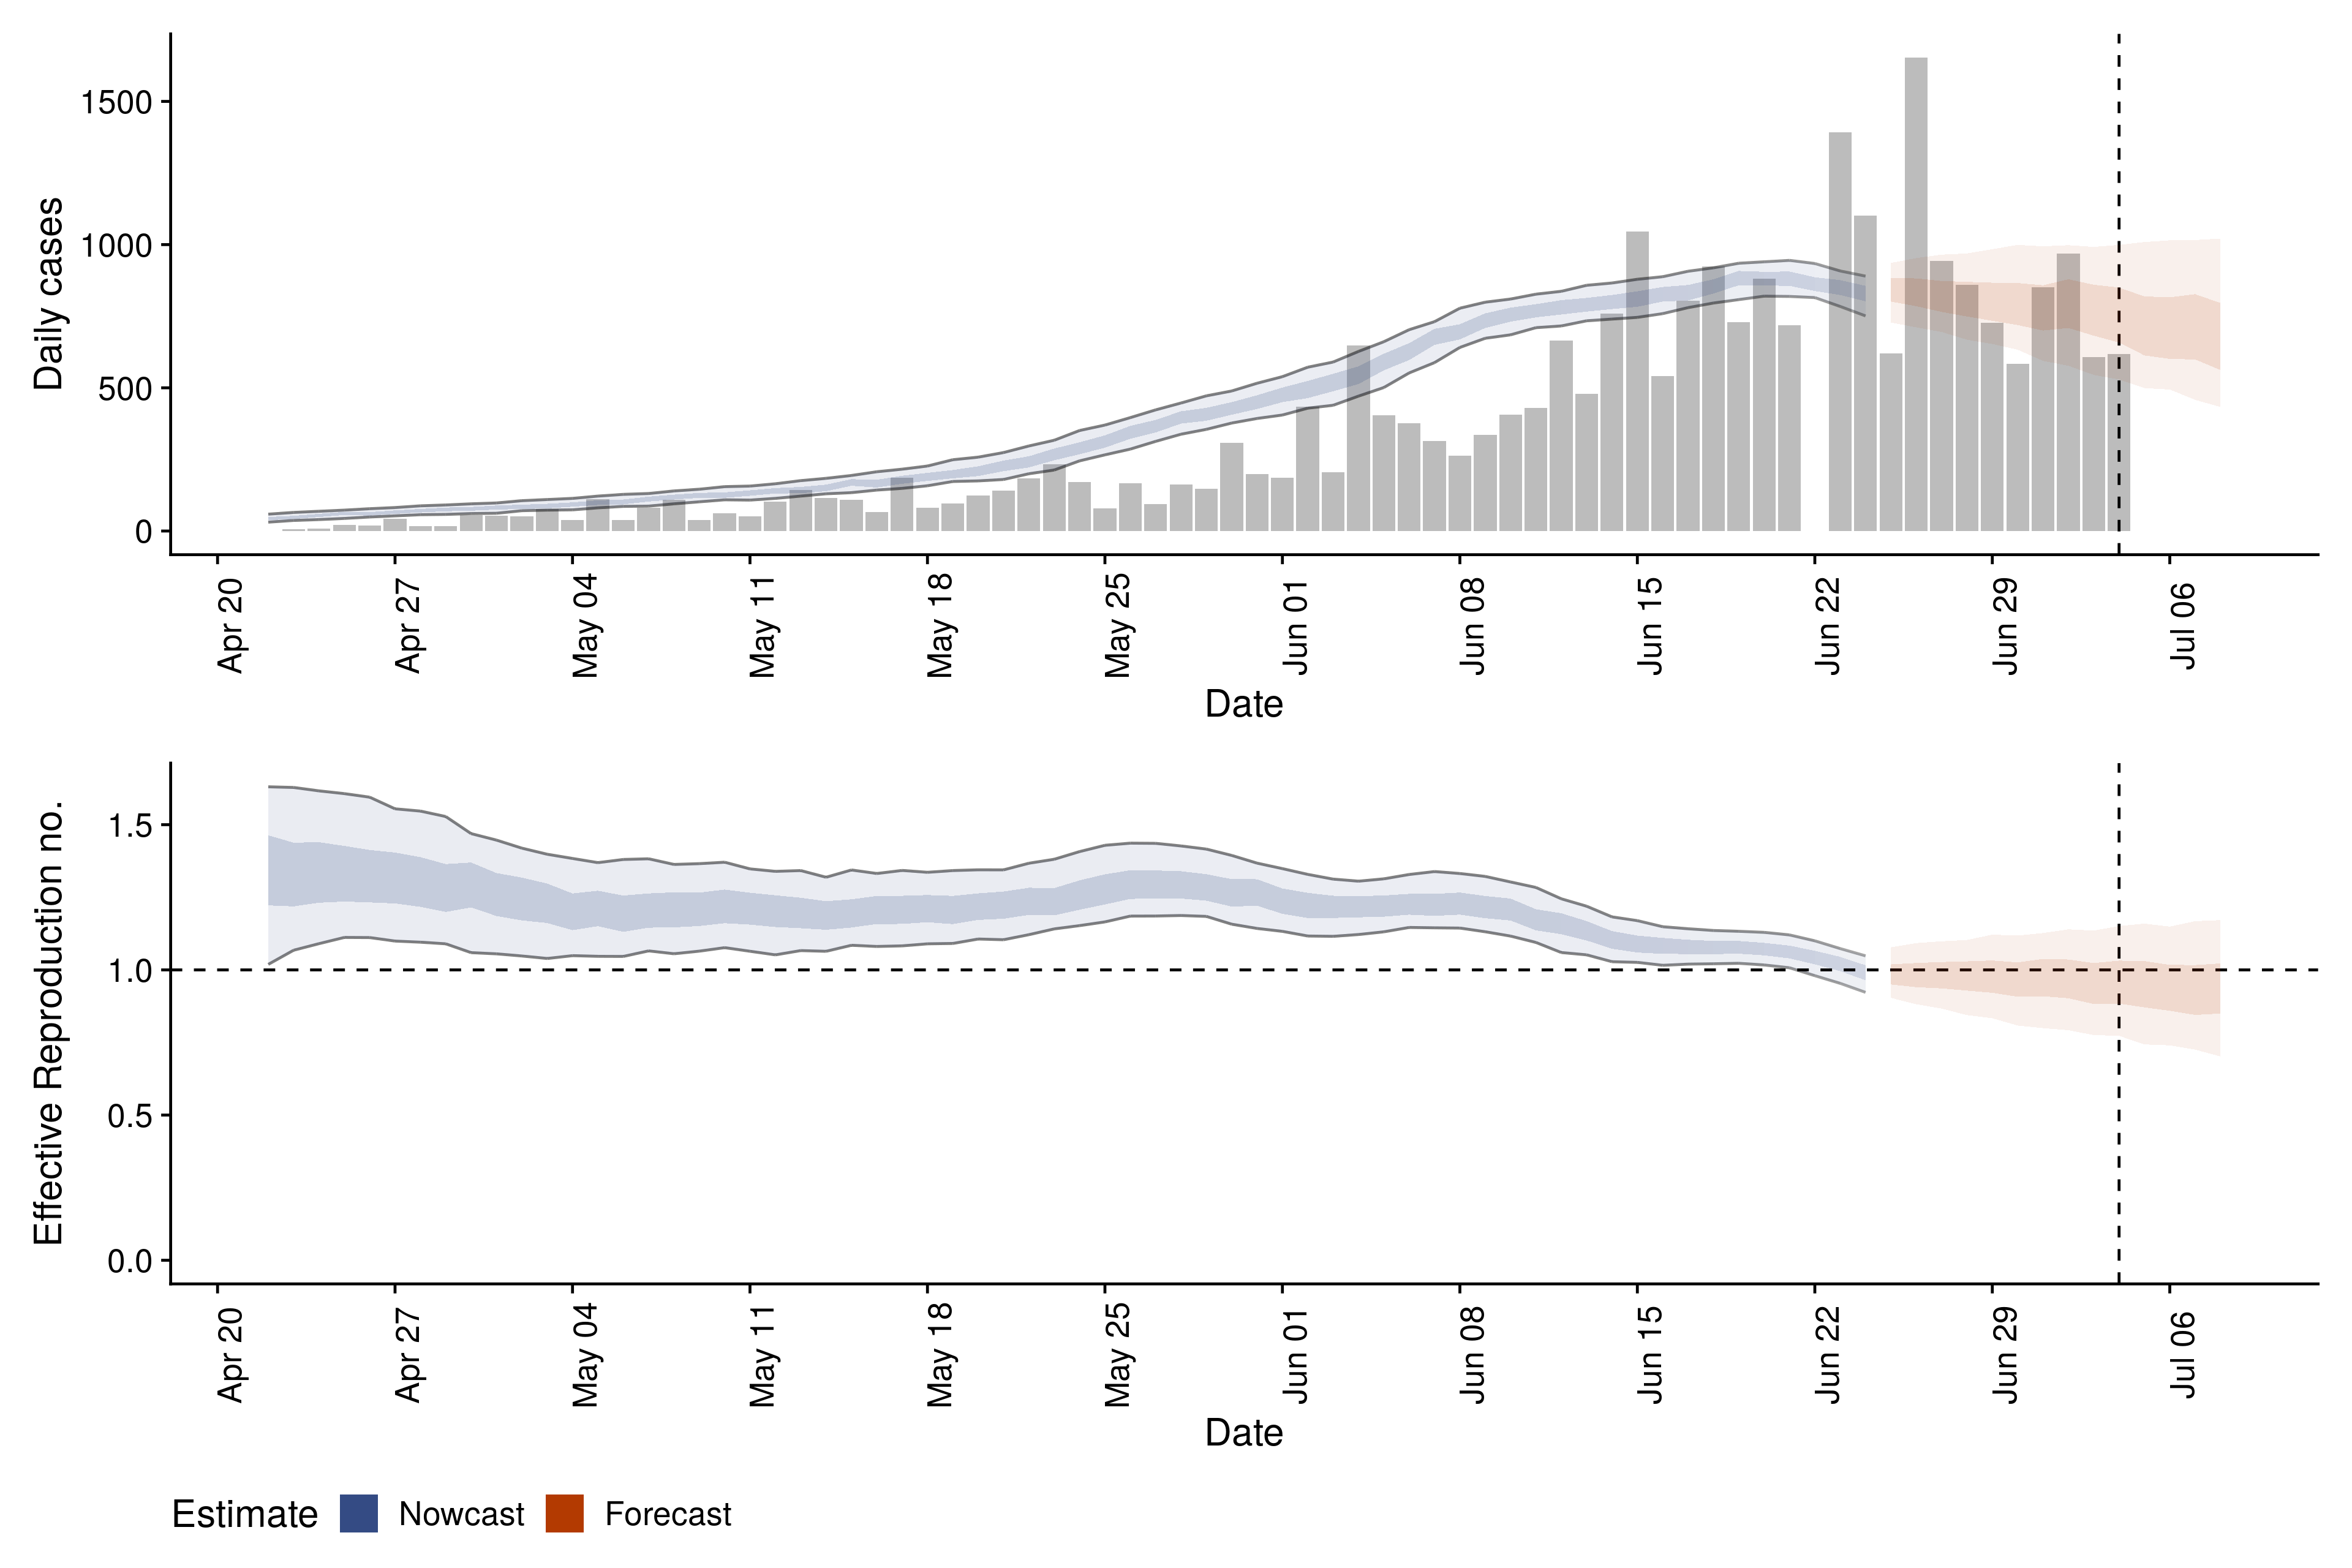 Daily cases
1500
1000
500
0
Apr 20
Apr 27
May 04
May 11
May 18
May 25
Jun 01
Jun 08
Jun 15
Jun 22
Jun 29
Jul 06
Date
Effective Reproduction no.
1.5
1.0
0.5
0.0
Apr 20
Apr 27
May 04
May 11
May 18
May 25
Jun 01
Jun 08
Jun 15
Jun 22
Jun 29
Jul 06
Date
Estimate Nowcast Forecast